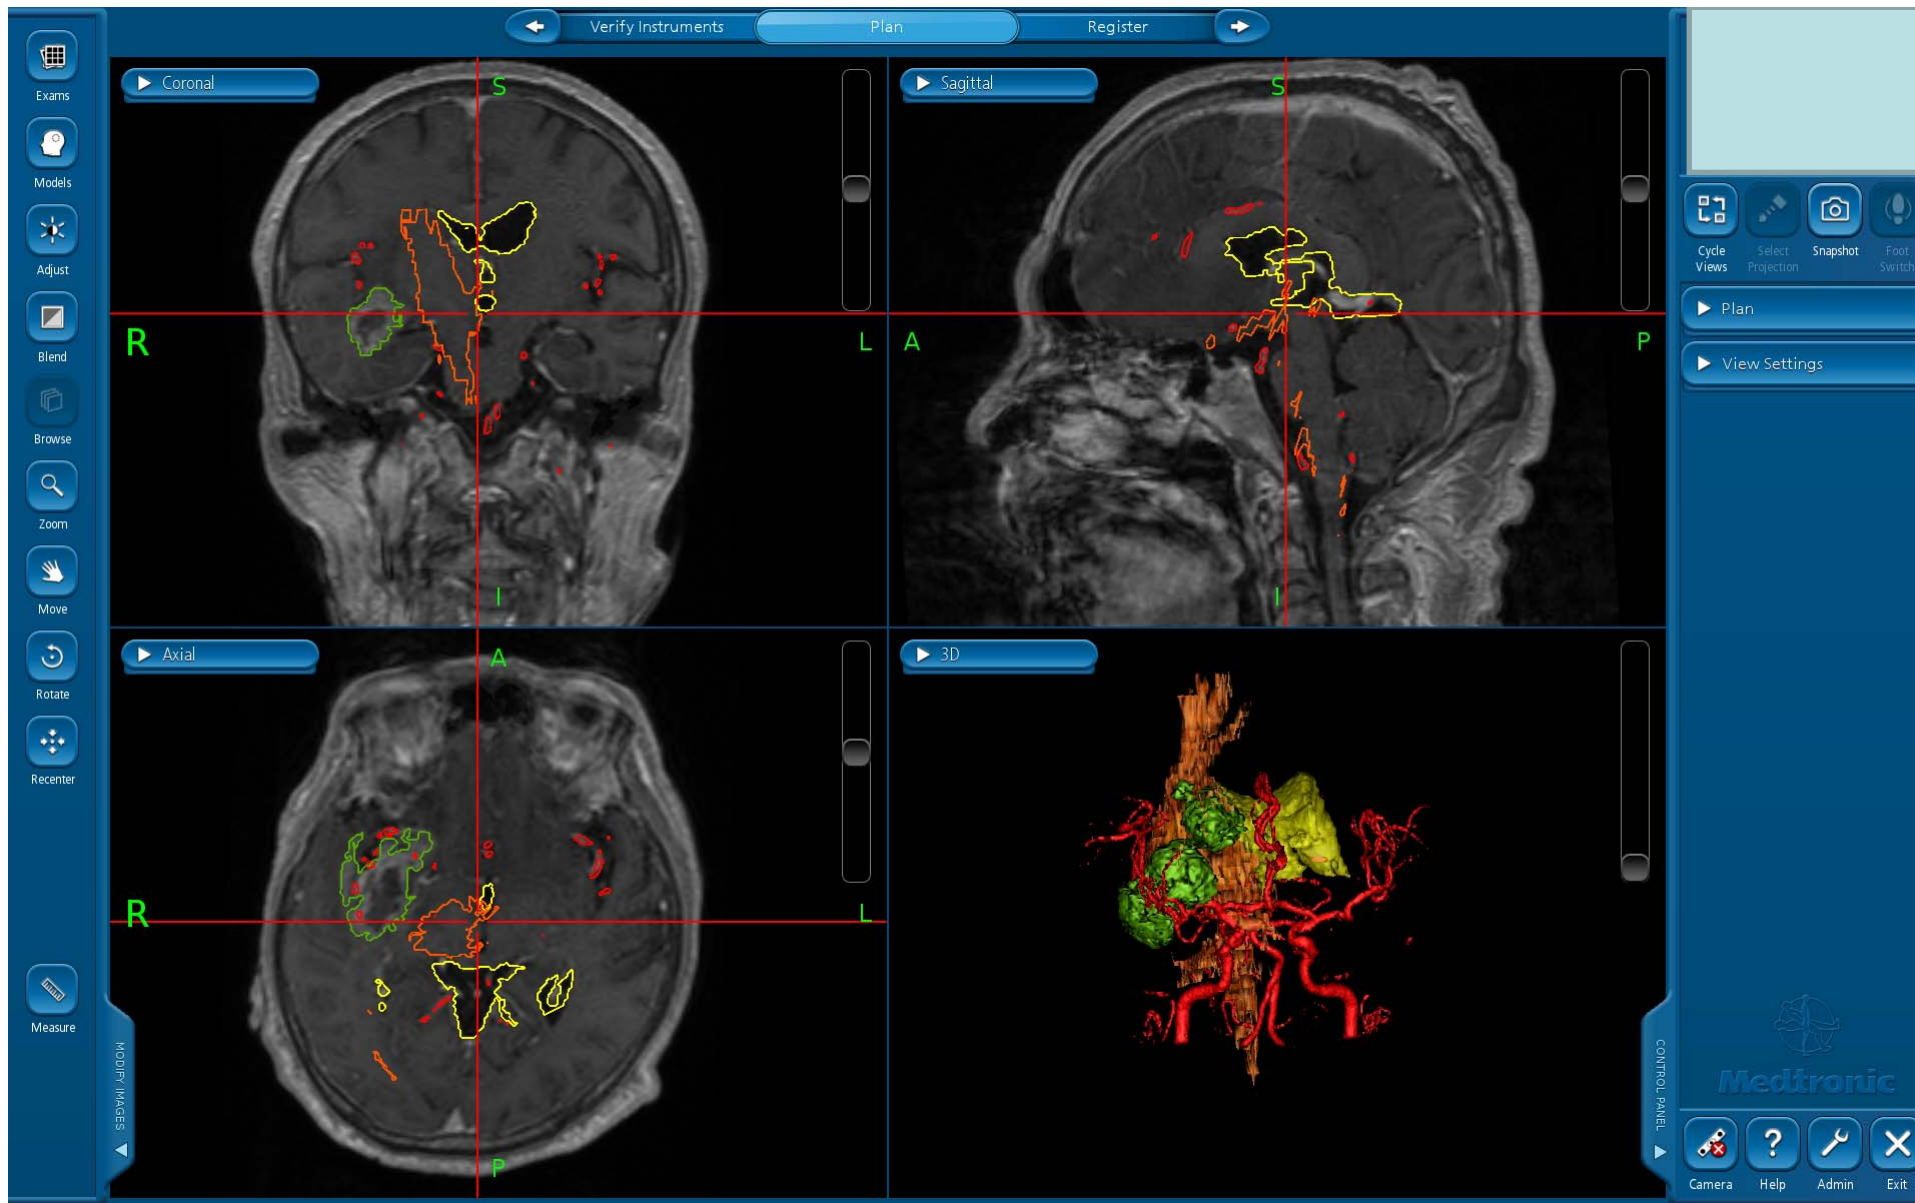 Verify Instruments
Plan
Register
Exams
Models
Adjust
Blend
Browse
Zoom
Move
Rotate
Recenter
Measure
MODIFY IMAGES
Coronal
S
R
L
I
Sagittal
S
A
P
I
Axial
A
R
L
P
3D
Cycle
Views
Select
Projection
Snapshot
Foot
Switch
Plan
View Settings
CONTROL PANEL
Medtronic
Camera
Help
Admin
Exit